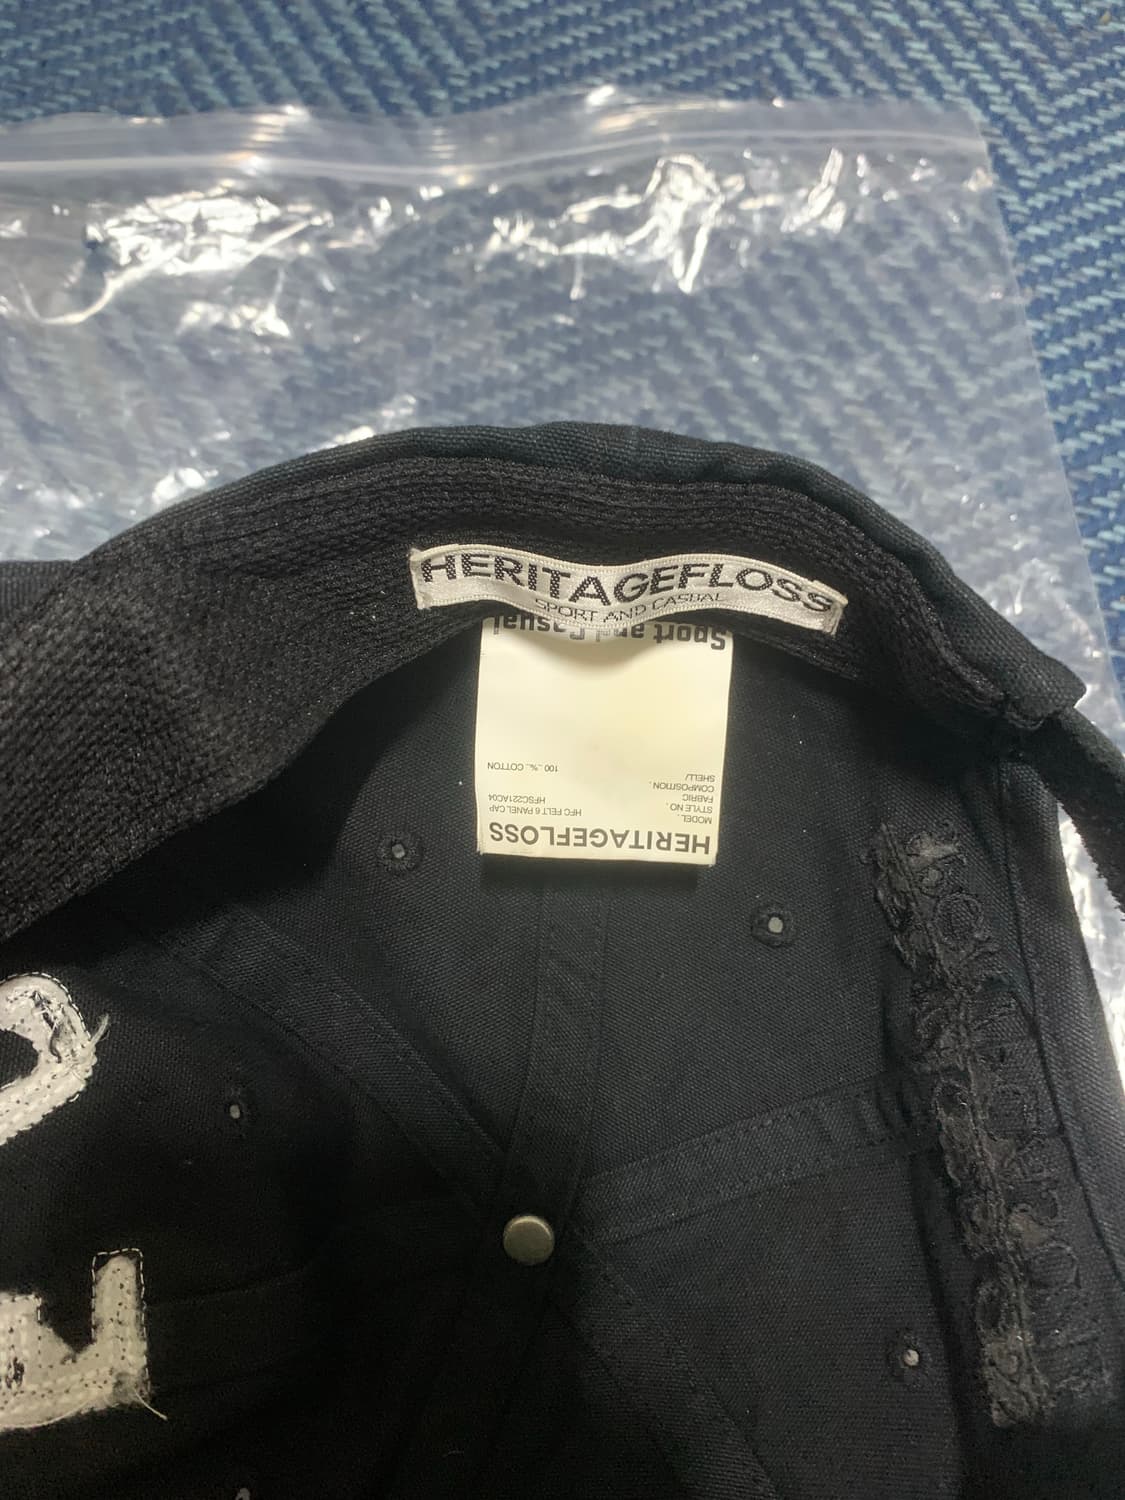 HERITAGEFLOSS
SPORT AND CASUAL
Sport and Casual
100 .. %.. COTTON
SHELL/
COMPOSITION .
FABRIC
STYLE NO . HFSC221AC04
MODEL . HFC FELT 6 PANEL CAP
HERITAGEFLOSS